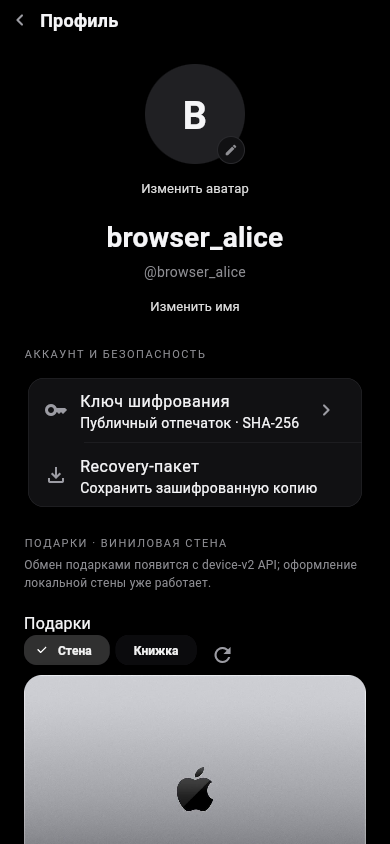 Профиль
B
Изменить аватар
browser_alice
@browser_alice
Изменить имя
АККАУНТ И БЕЗОПАСНОСТЬ
Ключ шифрования
Публичный отпечаток · SHA-256
Recovery-пакет
Сохранить зашифрованную копию
ПОДАРКИ · ВИНИЛОВАЯ СТЕНА
Обмен подарками появится с device-v2 API; оформление
локальной стены уже работает.
Подарки
Стена
Книжка